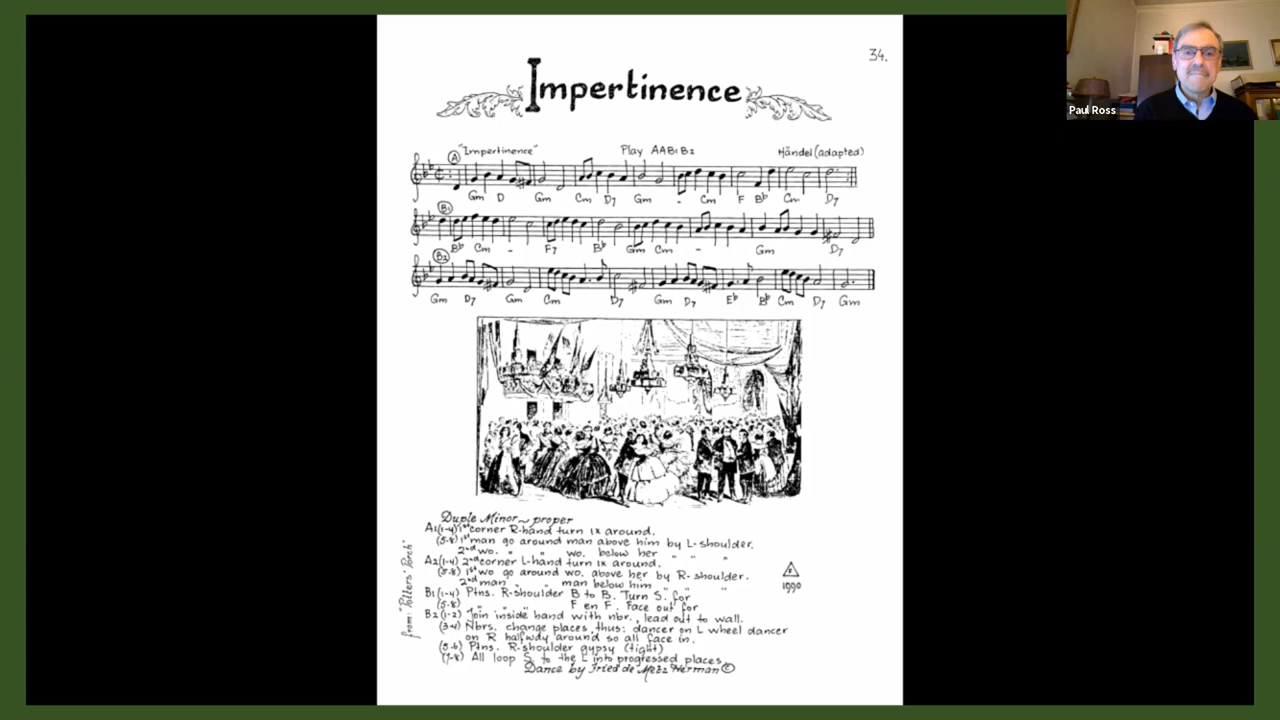 Paul Ross
34.
Impertinence
A "Impertinence" Play AAB1B2 Händel (adapted)
Gm D Gm Cm D7 Gm - Cm F Bb Cm D7
B1
Bb Cm - F7 Bb Gm Cm - Gm D7
B2
Gm D7 Gm Cm D7 Gm D7 Eb Bb Cm D7 Gm
Duple Minor ~ proper
A1(1-4) 1st corner R-hand turn 1x around.
(5-8) 1st man go around man above him by L-shoulder.
2nd wo. " " wo. below her " " "
A2(1-4) 2nd corner L-hand turn 1x around.
(5-8) 1st wo go around wo. above her by R-shoulder.
2nd man " " man below him " " "
B1(1-4) Ptns. R-shoulder B to B. Turn S. for
(5-8) " " F en F. Face out for
B2(1-2) Join inside hand with nbr., lead out to wall.
(3-4) Nbrs. change places, thus: dancer on L wheel dancer
on R halfway around so all face in.
(5-6) Ptns. R-shoulder gypsy (tight)
(7-8) All loop S. to the L into progressed places.
Dance by Fried de Metz Herman ©
from: "Potters' Porch"
F
1990